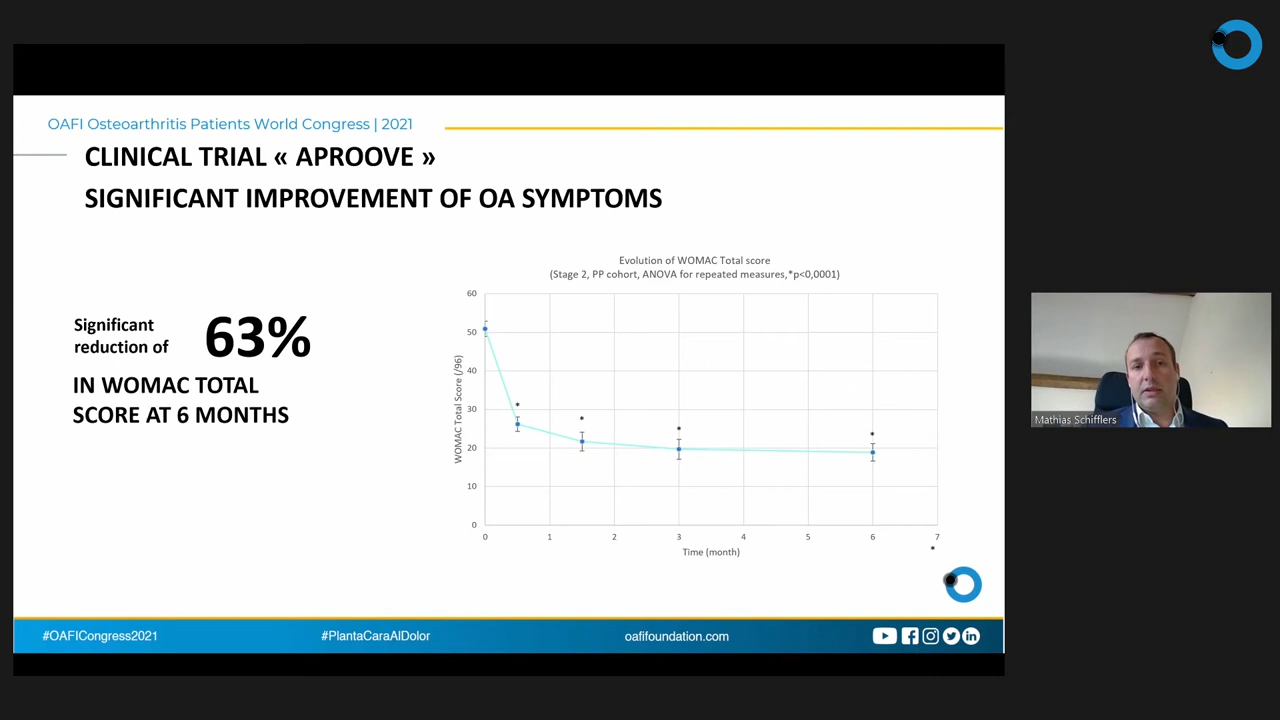 OAFI Osteoarthritis Patients World Congress | 2021
CLINICAL TRIAL « APROOVE »
SIGNIFICANT IMPROVEMENT OF OA SYMPTOMS
Significant
reduction of
63%
IN WOMAC TOTAL
SCORE AT 6 MONTHS
Evolution of WOMAC Total score
(Stage 2, PP cohort, ANOVA for repeated measures,*p<0,0001)
WOMAC Total Score (/96)
60
50
40
30
20
10
0
* * * *
0 1 2 3 4 5 6 7
Time (month)
*
Mathias Schifflers
#OAFICongress2021
#PlantaCaraAlDolor
oafifoundation.com